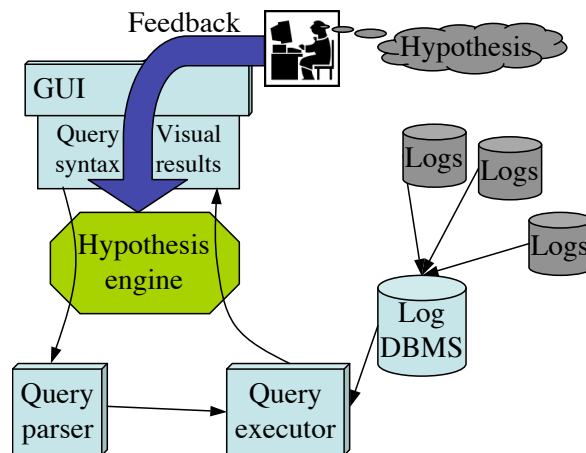 Feedback
Hypothesis
GUI
Query
syntax
Visual
results
Logs
Logs
Logs
Hypothesis
engine
Log
DBMS
Query
parser
Query
executor